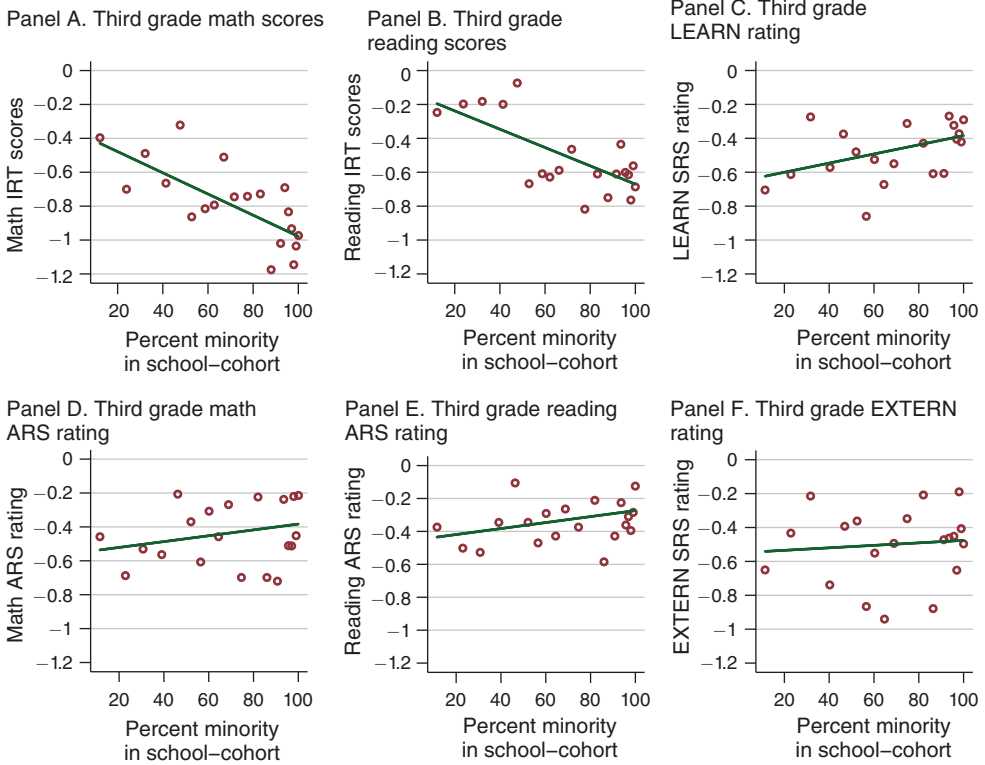 Panel A. Third grade math scores
0
−0.2
−0.4
−0.6
−0.8
−1
−1.2
Math IRT scores
20 40 60 80 100
Percent minority
in school−cohort
Panel B. Third grade
reading scores
0
−0.2
−0.4
−0.6
−0.8
−1
−1.2
Reading IRT scores
20 40 60 80 100
Percent minority
in school−cohort
Panel C. Third grade
LEARN rating
0
−0.2
−0.4
−0.6
−0.8
−1
−1.2
LEARN SRS rating
20 40 60 80 100
Percent minority
in school−cohort
Panel D. Third grade math
ARS rating
0
−0.2
−0.4
−0.6
−0.8
−1
−1.2
Math ARS rating
20 40 60 80 100
Percent minority
in school−cohort
Panel E. Third grade reading
ARS rating
0
−0.2
−0.4
−0.6
−0.8
−1
−1.2
Reading ARS rating
20 40 60 80 100
Percent minority
in school−cohort
Panel F. Third grade EXTERN
rating
0
−0.2
−0.4
−0.6
−0.8
−1
−1.2
EXTERN SRS rating
20 40 60 80 100
Percent minority
in school−cohort